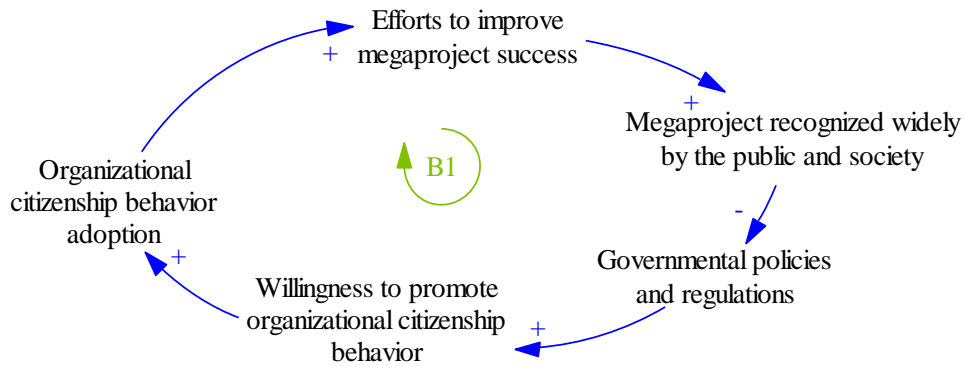 Efforts to improve
megaproject success
+
+
Megaproject recognized widely
by the public and society
-
Governmental policies
and regulations
+
Willingness to promote
organizational citizenship
behavior
+
Organizational
citizenship behavior
adoption
B1